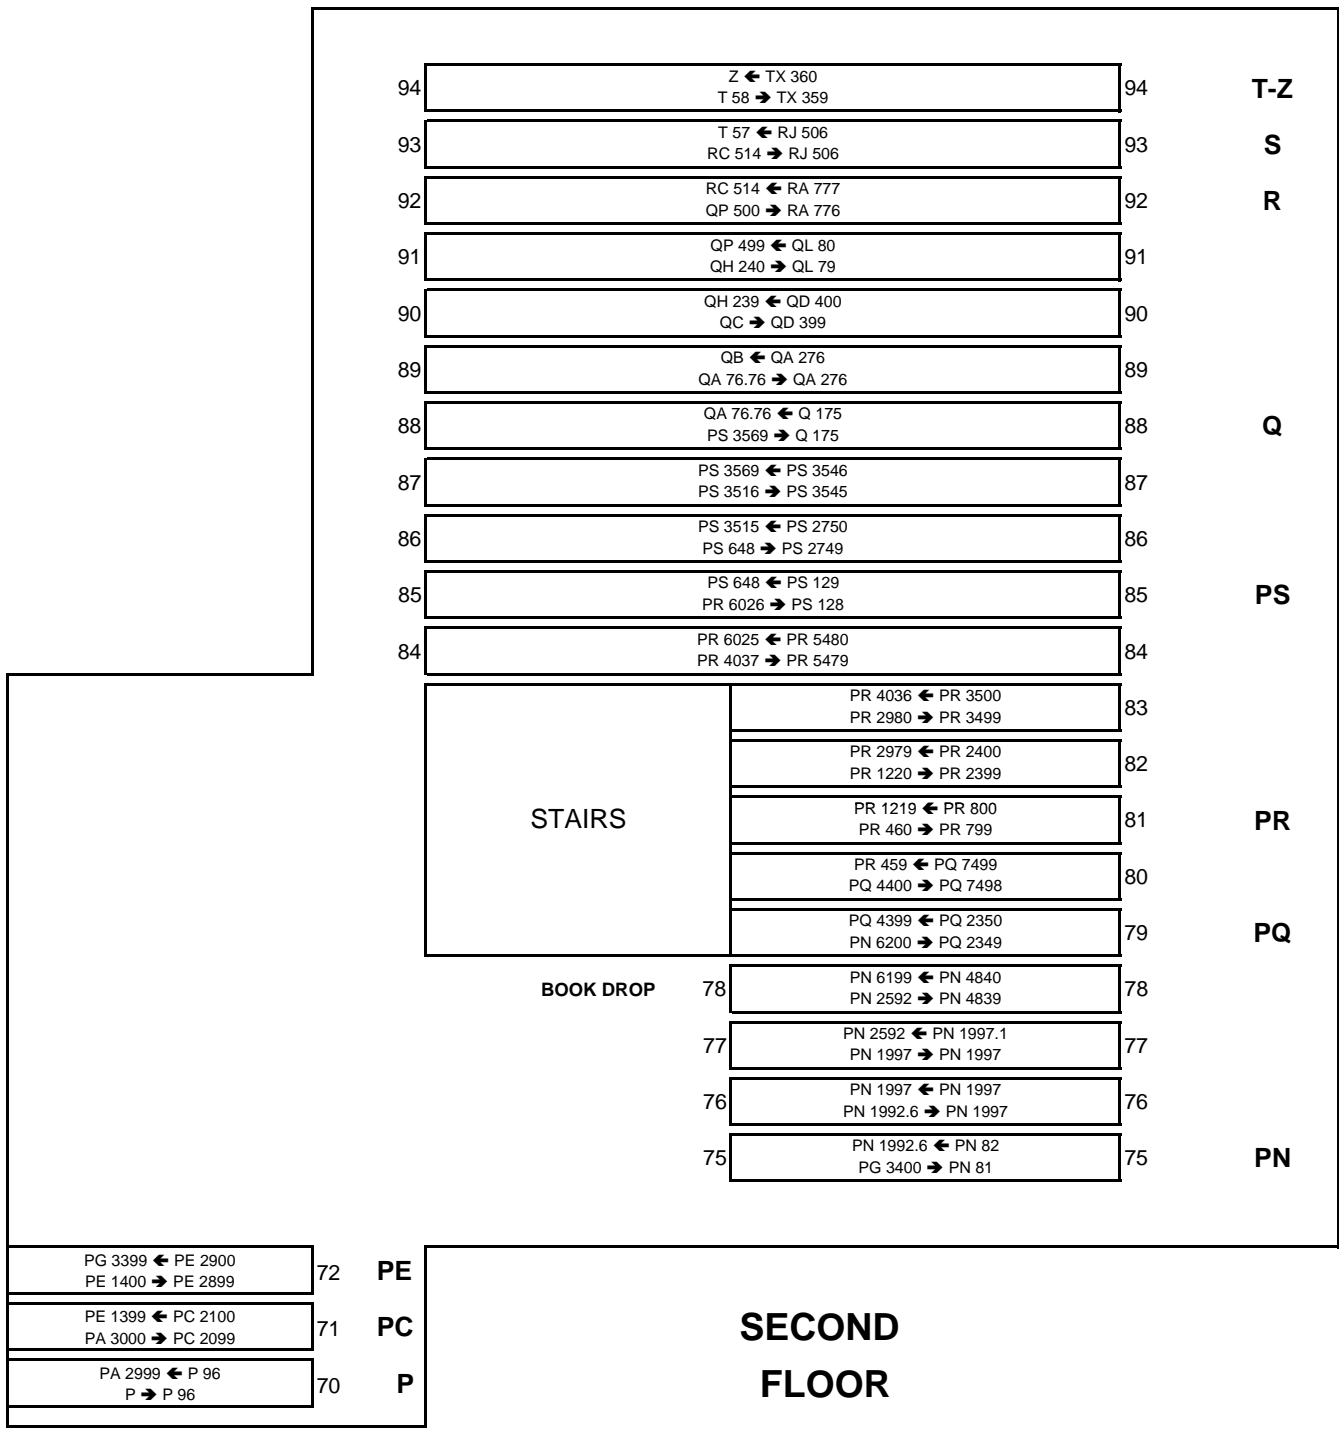 Z 🡸 TX 360
94 94 T-Z
T 58 🡺 TX 359
T 57 🡸 RJ 506
93 93 S
RC 514 🡺 RJ 506
RC 514 🡸 RA 777
92 92 R
QP 500 🡺 RA 776
QP 499 🡸 QL 80
91 91
QH 240 🡺 QL 79
QH 239 🡸 QD 400
90 90
QC 🡺 QD 399
QB 🡸 QA 276
89 89
QA 76.76 🡺 QA 276
QA 76.76 🡸 Q 175
88 88 Q
PS 3569 🡺 Q 175
PS 3569 🡸 PS 3546
87 87
PS 3516 🡺 PS 3545
PS 3515 🡸 PS 2750
86 86
PS 648 🡺 PS 2749
PS 648 🡸 PS 129
85 85 PS
PR 6026 🡺 PS 128
PR 6025 🡸 PR 5480
84 84
PR 4037 🡺 PR 5479
PR 4036 🡸 PR 3500
83
PR 2980 🡺 PR 3499
PR 2979 🡸 PR 2400
82
PR 1220 🡺 PR 2399
PR 1219 🡸 PR 800
STAIRS 81 PR
PR 460 🡺 PR 799
PR 459 🡸 PQ 7499
80
PQ 4400 🡺 PQ 7498
PQ 4399 🡸 PQ 2350
79 PQ
PN 6200 🡺 PQ 2349
PN 6199 🡸 PN 4840
BOOK DROP 78 78
PN 2592 🡺 PN 4839
PN 2592 🡸 PN 1997.1
77 77
PN 1997 🡺 PN 1997
PN 1997 🡸 PN 1997
76 76
PN 1992.6 🡺 PN 1997
PN 1992.6 🡸 PN 82
75 75 PN
PG 3400 🡺 PN 81
PG 3399 🡸 PE 2900
72 PE
PE 1400 🡺 PE 2899
PE 1399 🡸 PC 2100
71 PC
PA 3000 🡺 PC 2099
PA 2999 🡸 P 96
70 P
P 🡺 P 96
SECOND
FLOOR